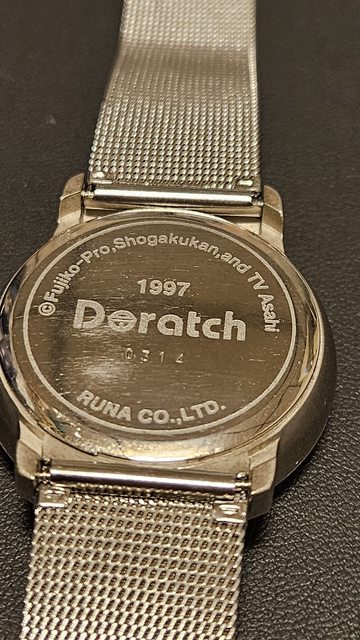 ©Fujiko-Pro,Shogakukan,and TV Asahi
1997
Doratch
0314
RUNA CO.,LTD.